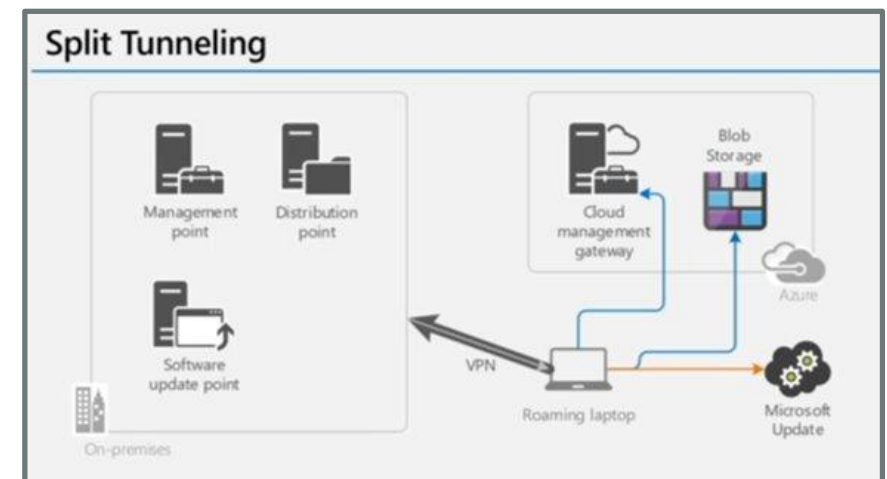 Split Tunneling
Management
point
Distribution
point
Software
update point
On-premises
VPN
Cloud
management
gateway
Blob
Storage
Azure
Roaming laptop
Microsoft
Update